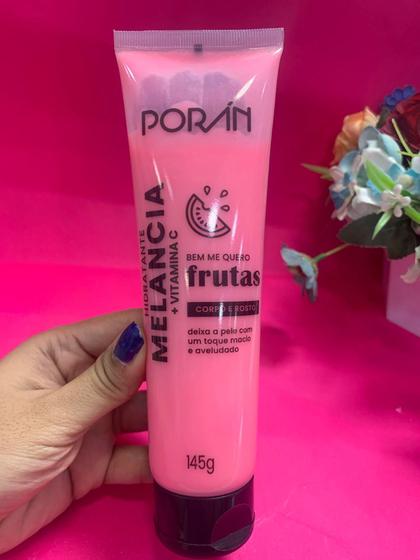 PORÁN
HIDRATANTE
MELANCIA
+ VITAMINA C
BEM ME QUERO
frutas
CORPO E ROSTO
deixa a pele com
um toque macio
e aveludado
145g